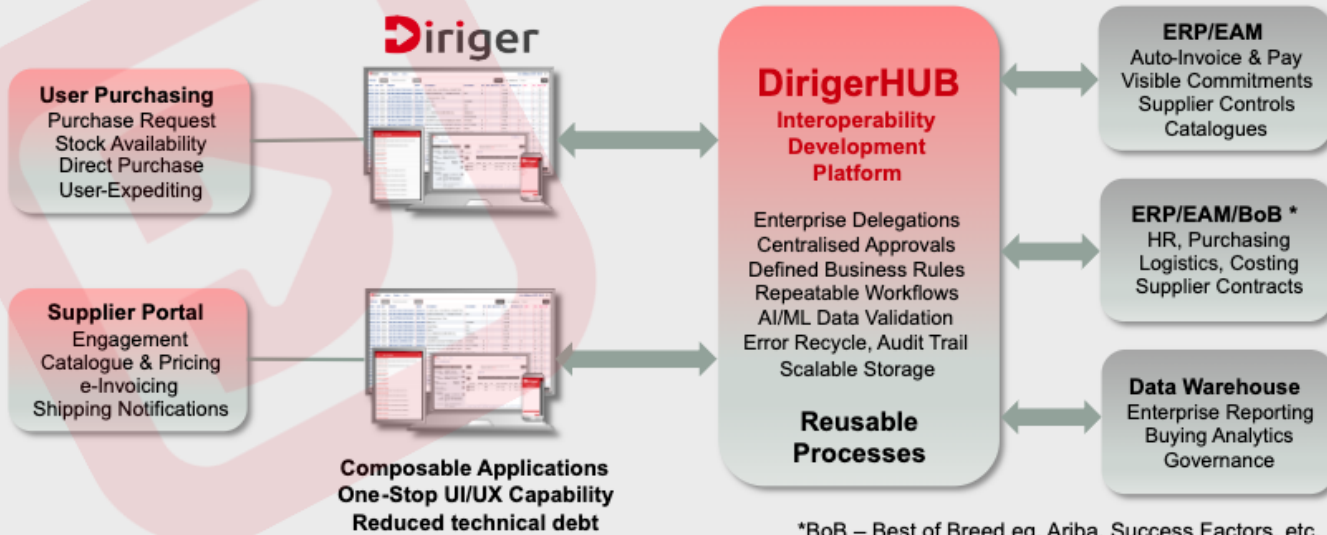 Diriger
User Purchasing
Purchase Request
Stock Availability
Direct Purchase
User-Expediting
Supplier Portal
Engagement
Catalogue & Pricing
e-Invoicing
Shipping Notifications
Composable Applications
One-Stop UI/UX Capability
Reduced technical debt
DirigerHUB
Interoperability
Development
Platform
Enterprise Delegations
Centralised Approvals
Defined Business Rules
Repeatable Workflows
AI/ML Data Validation
Error Recycle, Audit Trail
Scalable Storage
Reusable
Processes
ERP/EAM
Auto-Invoice & Pay
Visible Commitments
Supplier Controls
Catalogues
ERP/EAM/BoB *
HR, Purchasing
Logistics, Costing
Supplier Contracts
Data Warehouse
Enterprise Reporting
Buying Analytics
Governance
*BoB – Best of Breed eg. Ariba, Success Factors, etc